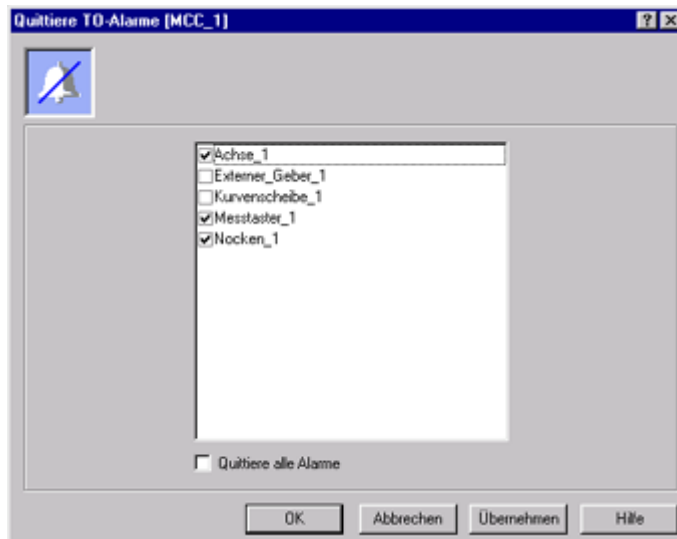 Quittiere TO-Alarme [MCC_1]
Achse_1
Externer_Geber_1
Kurvenscheibe_1
Messtaster_1
Nocken_1
Quittiere alle Alarme
OK Abbrechen Übernehmen Hilfe